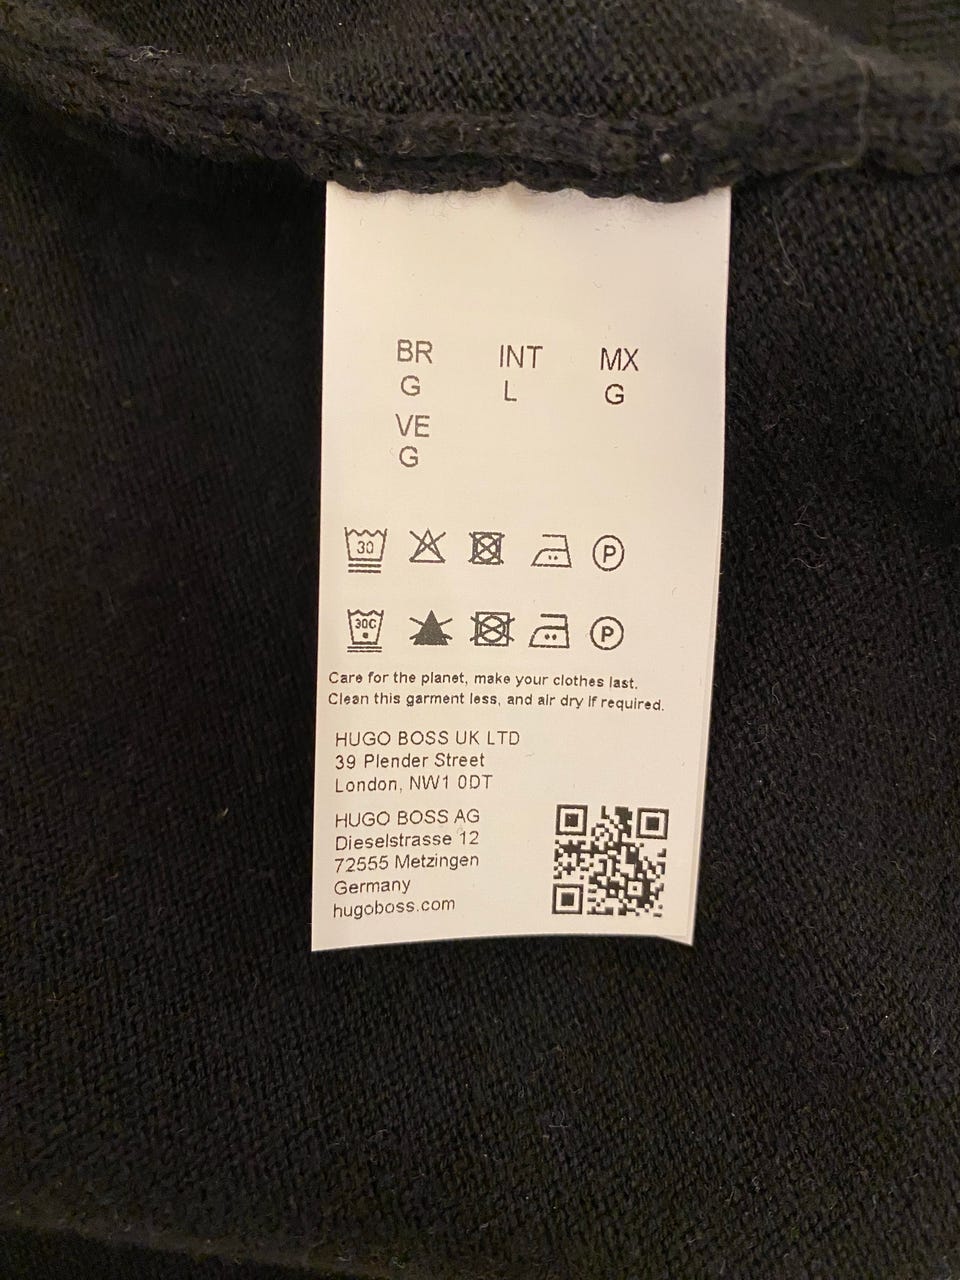 BR INT MX
G L G
VE
G
30 P
30C P
Care for the planet, make your clothes last.
Clean this garment less, and air dry if required.
HUGO BOSS UK LTD
39 Plender Street
London, NW1 0DT
HUGO BOSS AG
Dieselstrasse 12
72555 Metzingen
Germany
hugoboss.com